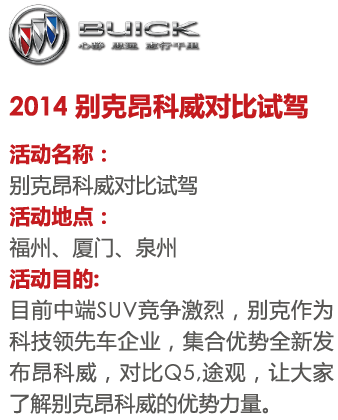 BUICK
心静 思远 志行千里
2014 别克昂科威对比试驾
活动名称：
别克昂科威对比试驾
活动地点：
福州、厦门、泉州
活动目的:
目前中端SUV竞争激烈，别克作为
科技领先车企业，集合优势全新发
布昂科威，对比Q5,途观，让大家
了解别克昂科威的优势力量。